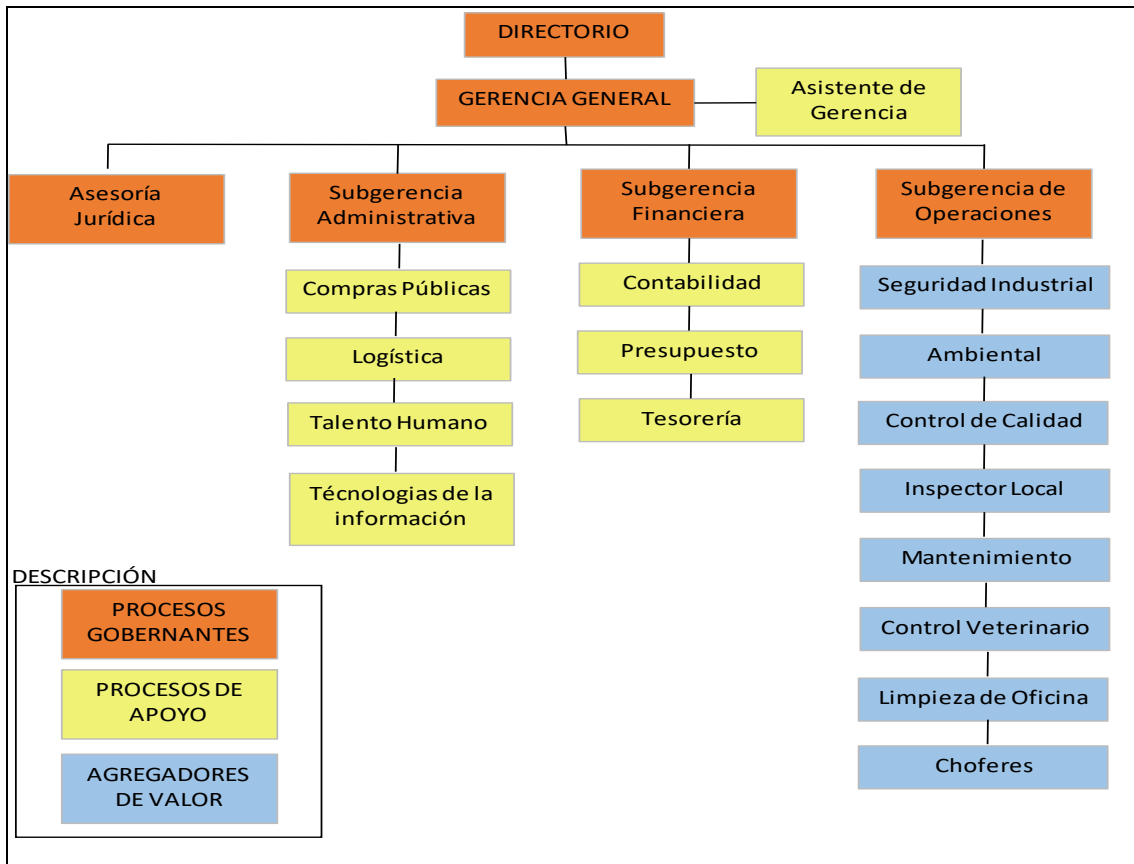 DIRECTORIO
GERENCIA GENERAL
Asistente de
Gerencia
Asesoría
Jurídica
Subgerencia
Administrativa
Subgerencia
Financiera
Subgerencia de
Operaciones
Compras Públicas
Logística
Talento Humano
Técnologias de la
información
Contabilidad
Presupuesto
Tesorería
Seguridad Industrial
Ambiental
Control de Calidad
Inspector Local
Mantenimiento
Control Veterinario
Limpieza de Oficina
Choferes
DESCRIPCIÓN
PROCESOS
GOBERNANTES
PROCESOS DE
APOYO
AGREGADORES
DE VALOR